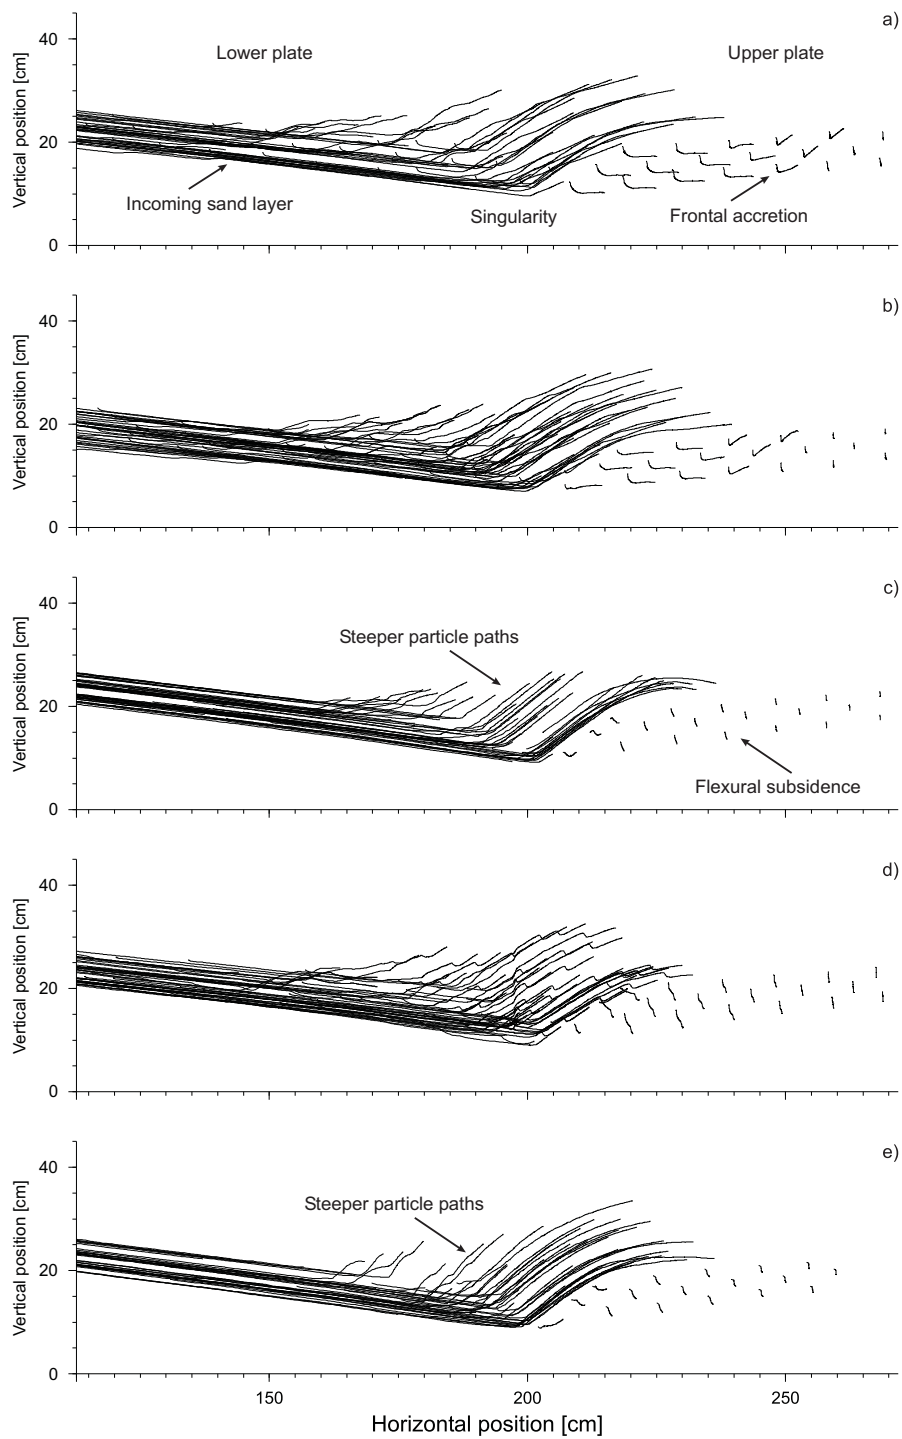 a)
40
Lower plate
Upper plate
20
Vertical position [cm]
Incoming sand layer
Singularity
Frontal accretion
0
b)
40
20
Vertical position [cm]
0
c)
40
Steeper particle paths
20
Vertical position [cm]
Flexural subsidence
0
d)
40
20
Vertical position [cm]
0
e)
40
Steeper particle paths
20
Vertical position [cm]
0
150
200
250
Horizontal position [cm]